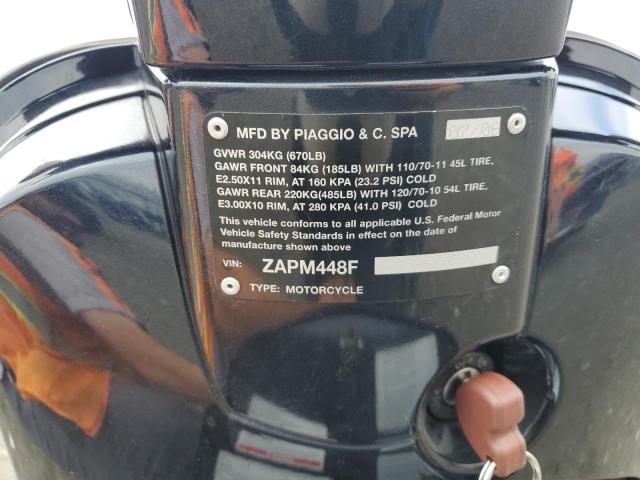 MFD BY PIAGGIO & C. SPA 07/06
GVWR 304KG (670LB)
GAWR FRONT 84KG (185LB) WITH 110/70-11 45L TIRE,
E2.50X11 RIM, AT 160 KPA (23.2 PSI) COLD
GAWR REAR 220KG(485LB) WITH 120/70-10 54L TIRE,
E3.00X10 RIM, AT 280 KPA (41.0 PSI) COLD
This vehicle conforms to all applicable U.S. Federal Motor
Vehicle Safety Standards in effect on the date of
manufacture shown above
VIN: ZAPM448F
TYPE: MOTORCYCLE